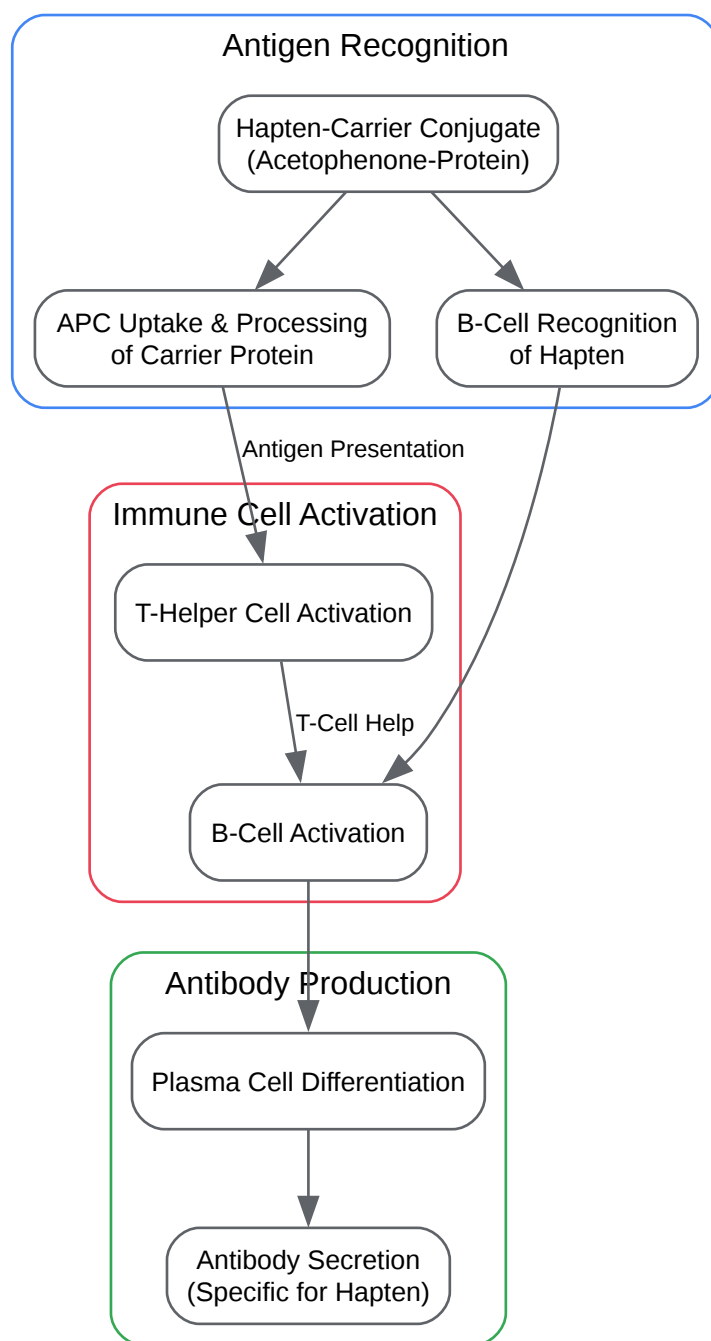 Antigen Recognition
Hapten-Carrier Conjugate
(Acetophenone-Protein)
APC Uptake & Processing
of Carrier Protein
B-Cell Recognition
of Hapten
Antigen Presentation
Immune Cell Activation
T-Helper Cell Activation
T-Cell Help
B-Cell Activation
Antibody Production
Plasma Cell Differentiation
Antibody Secretion
(Specific for Hapten)